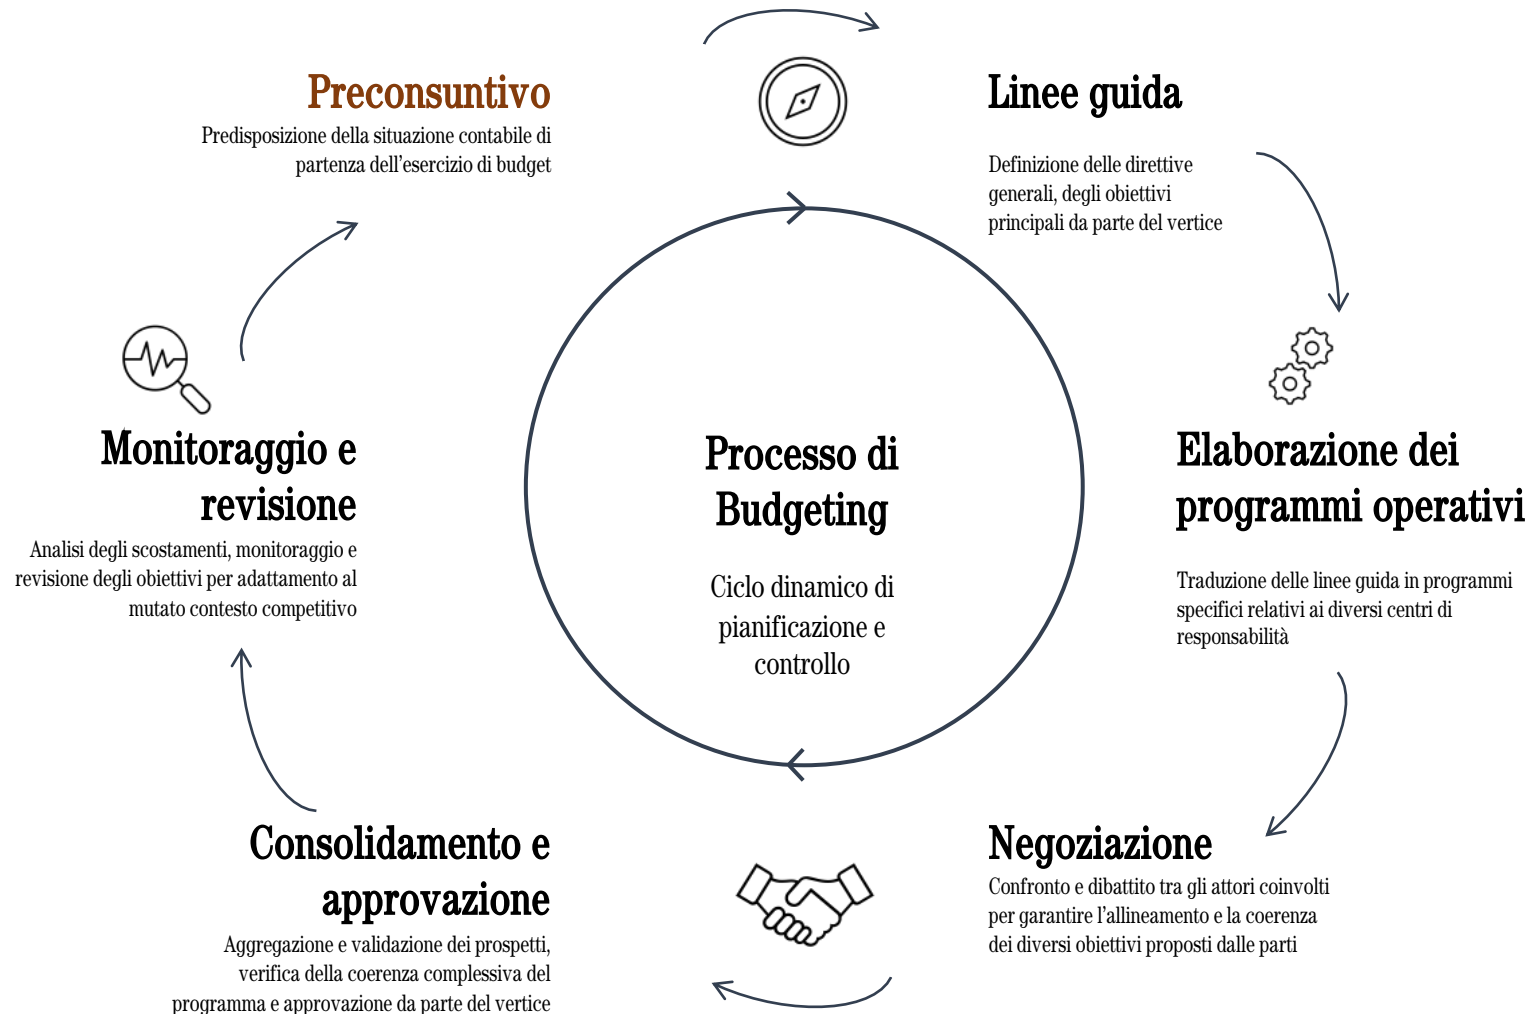 Preconsuntivo
Predisposizione della situazione contabile di
partenza dell'esercizio di budget
Linee guida
Definizione delle direttive
generali, degli obiettivi
principali da parte del vertice
Elaborazione dei
programmi operativi
Traduzione delle linee guida in programmi
specifici relativi ai diversi centri di
responsabilità
Negoziazione
Confronto e dibattito tra gli attori coinvolti
per garantire l'allineamento e la coerenza
dei diversi obiettivi proposti dalle parti
Consolidamento e
approvazione
Aggregazione e validazione dei prospetti,
verifica della coerenza complessiva del
programma e approvazione da parte del vertice
Monitoraggio e
revisione
Analisi degli scostamenti, monitoraggio e
revisione degli obiettivi per adattamento al
mutato contesto competitivo
Processo di
Budgeting
Ciclo dinamico di
pianificazione e
controllo